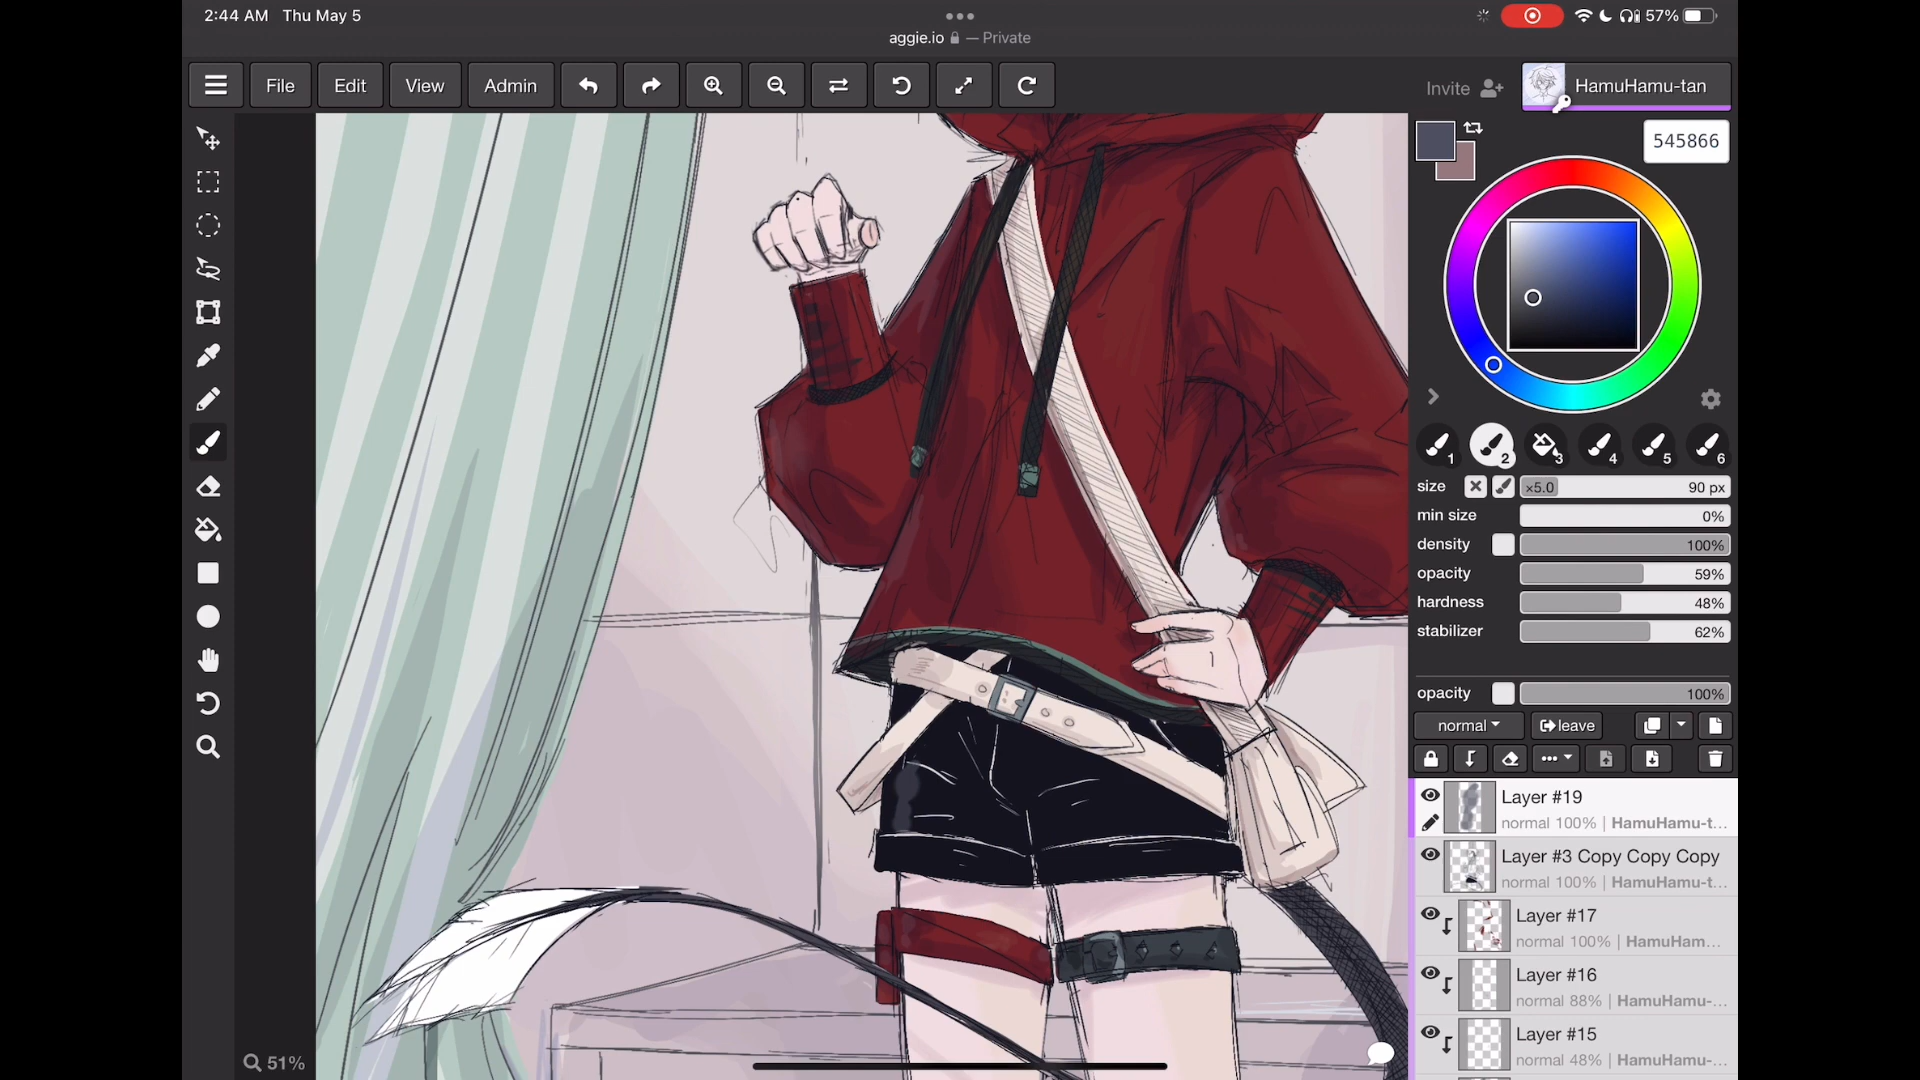 2:44 AM Thu May 5
57%
aggie.io — Private
File
Edit
View
Admin
Invite
HamuHamu-tan
545866
1
2
3
4
5
6
size
×5.0
90 px
min size
0%
density
100%
opacity
59%
hardness
48%
stabilizer
62%
opacity
100%
normal
leave
Layer #19
normal 100% | HamuHamu-t...
Layer #3 Copy Copy Copy
normal 100% | HamuHamu-t...
Layer #17
normal 100% | HamuHam...
Layer #16
normal 88% | HamuHamu-...
Layer #15
normal 48% | HamuHamu-...
51%